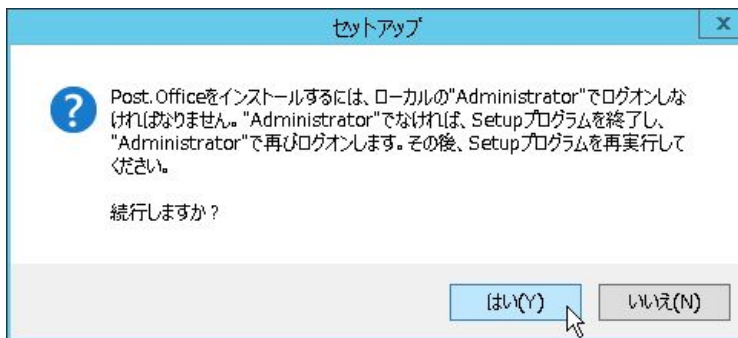 セットアップ
x
Post.Officeをインストールするには、ローカルの"Administrator"でログオンしな
ければなりません。"Administrator"でなければ、Setupプログラムを終了し、
"Administrator"で再びログオンします。その後、Setupプログラムを再実行して
ください。
続行しますか？
はい(Y)
いいえ(N)